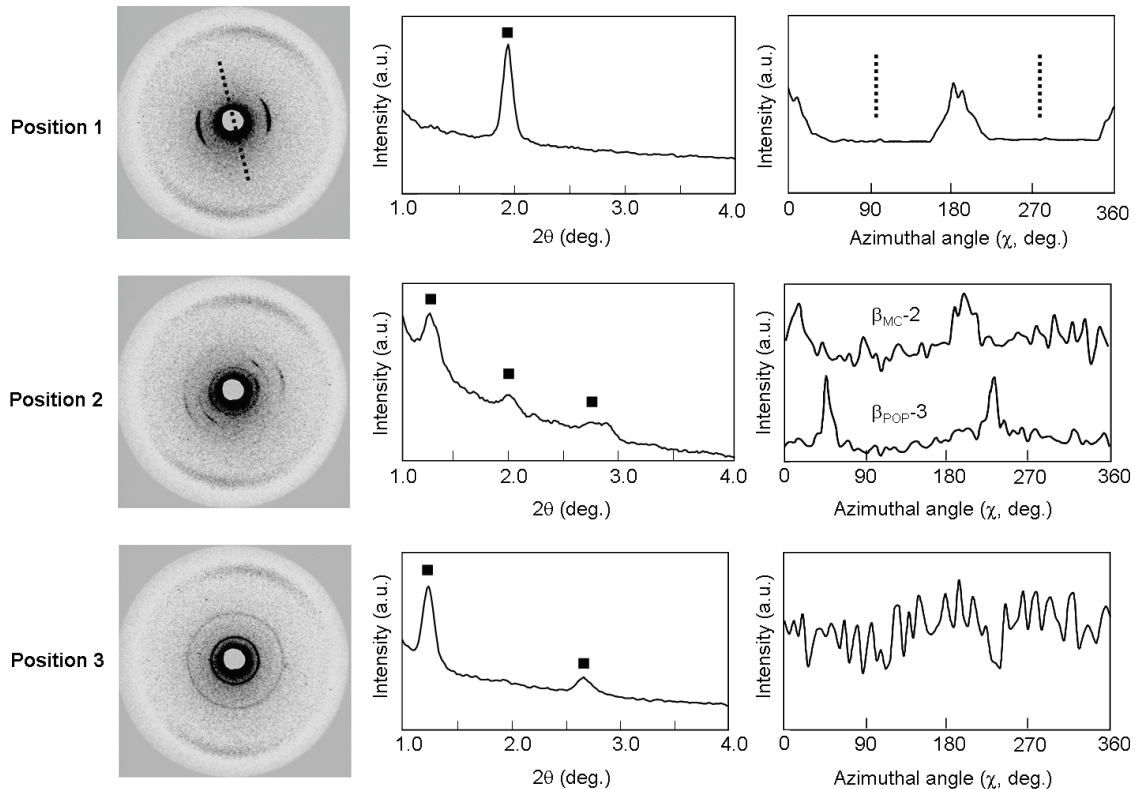 Position 1
Intensity (a.u.)
1.0 2.0 3.0 4.0
2θ (deg.)
Intensity (a.u.)
0 90 180 270 360
Azimuthal angle (χ, deg.)
Position 2
Intensity (a.u.)
1.0 2.0 3.0 4.0
2θ (deg.)
Intensity (a.u.)
βMC-2
βPOP-3
0 90 180 270 360
Azimuthal angle (χ, deg.)
Position 3
Intensity (a.u.)
1.0 2.0 3.0 4.0
2θ (deg.)
Intensity (a.u.)
0 90 180 270 360
Azimuthal angle (χ, deg.)